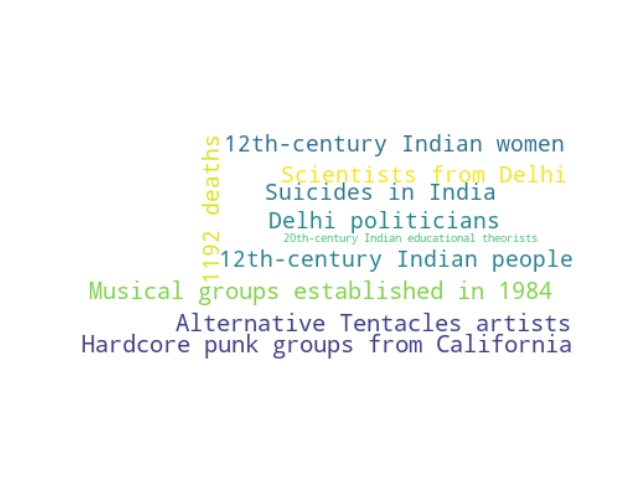 12th-century Indian women
1192 deaths
Scientists from Delhi
Suicides in India
Delhi politicians
20th-century Indian educational theorists
12th-century Indian people
Musical groups established in 1984
Alternative Tentacles artists
Hardcore punk groups from California